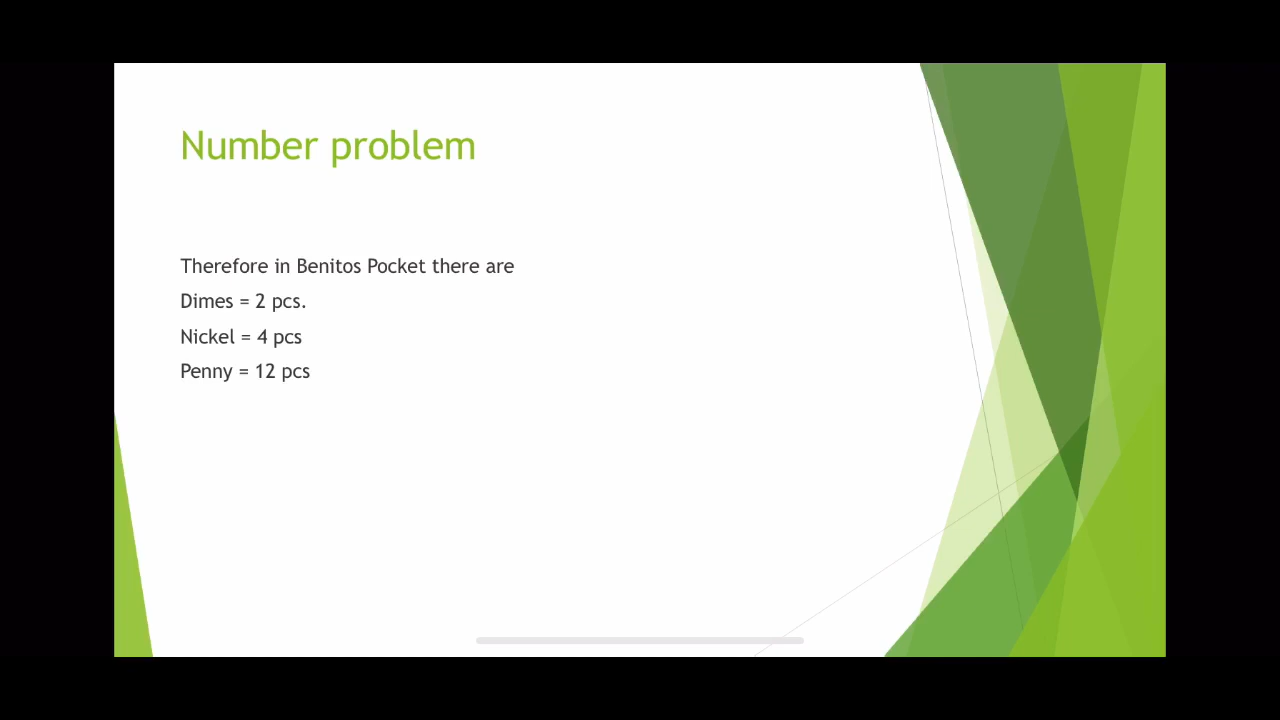 Number problem
Therefore in Benitos Pocket there are
Dimes = 2 pcs.
Nickel = 4 pcs
Penny = 12 pcs